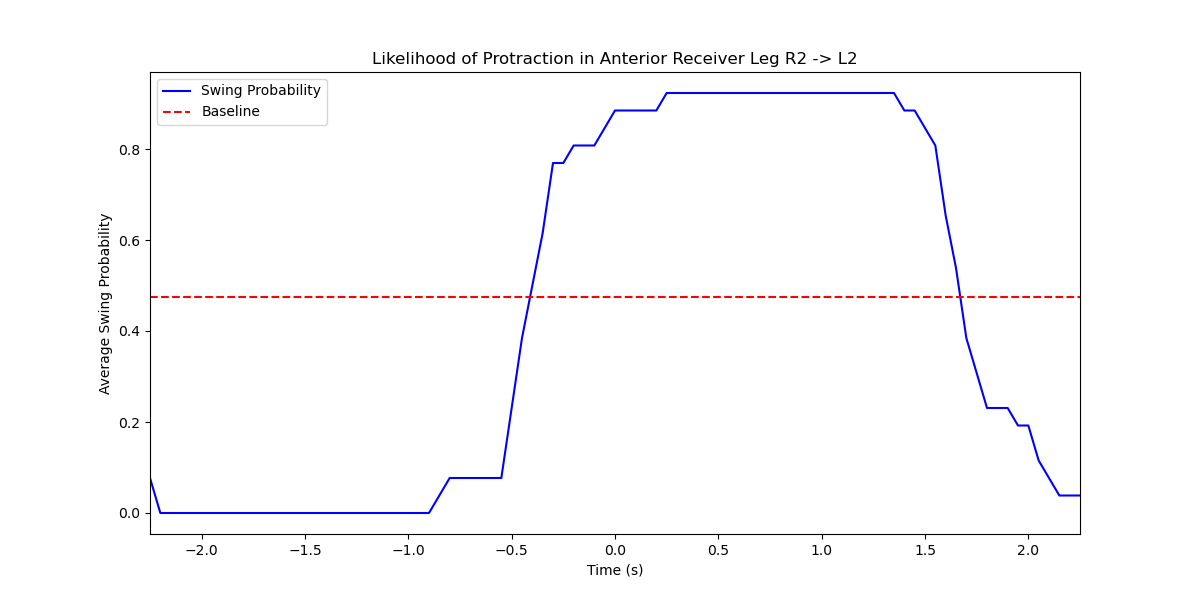 Likelihood of Protraction in Anterior Receiver Leg R2 -> L2
Swing Probability
Baseline
Average Swing Probability
0.8
0.6
0.4
0.2
0.0
−2.0 −1.5 −1.0 −0.5 0.0 0.5 1.0 1.5 2.0
Time (s)